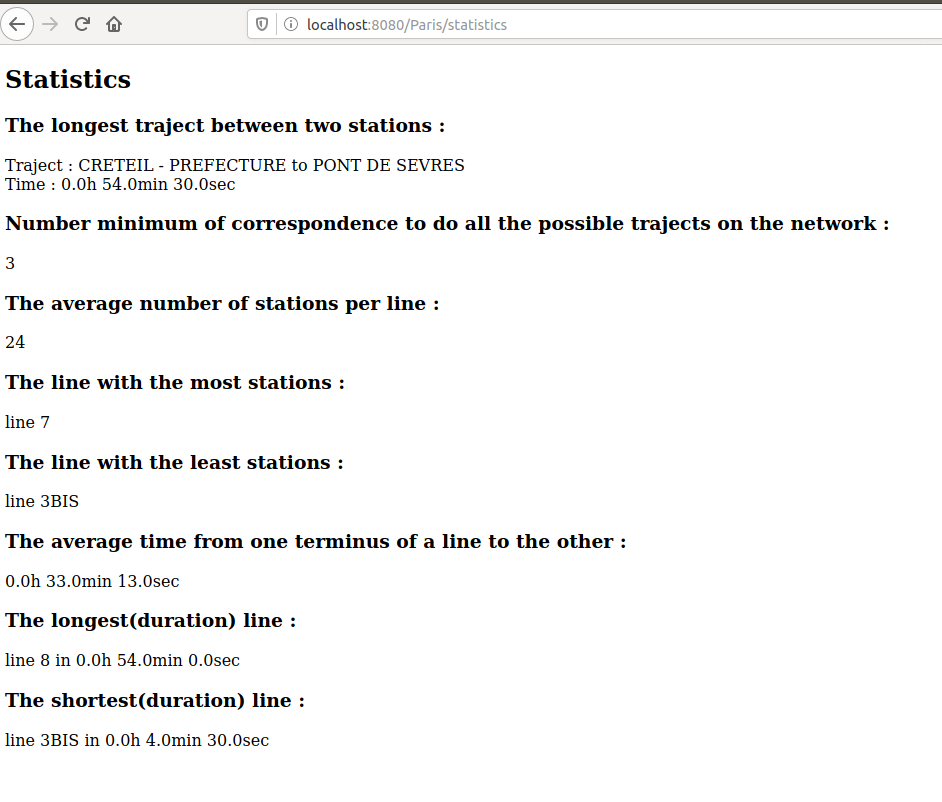 localhost:8080/Paris/statistics
Statistics
The longest traject between two stations :
Traject : CRETEIL - PREFECTURE to PONT DE SEVRES
Time : 0.0h 54.0min 30.0sec
Number minimum of correspondence to do all the possible trajects on the network :
3
The average number of stations per line :
24
The line with the most stations :
line 7
The line with the least stations :
line 3BIS
The average time from one terminus of a line to the other :
0.0h 33.0min 13.0sec
The longest(duration) line :
line 8 in 0.0h 54.0min 0.0sec
The shortest(duration) line :
line 3BIS in 0.0h 4.0min 30.0sec